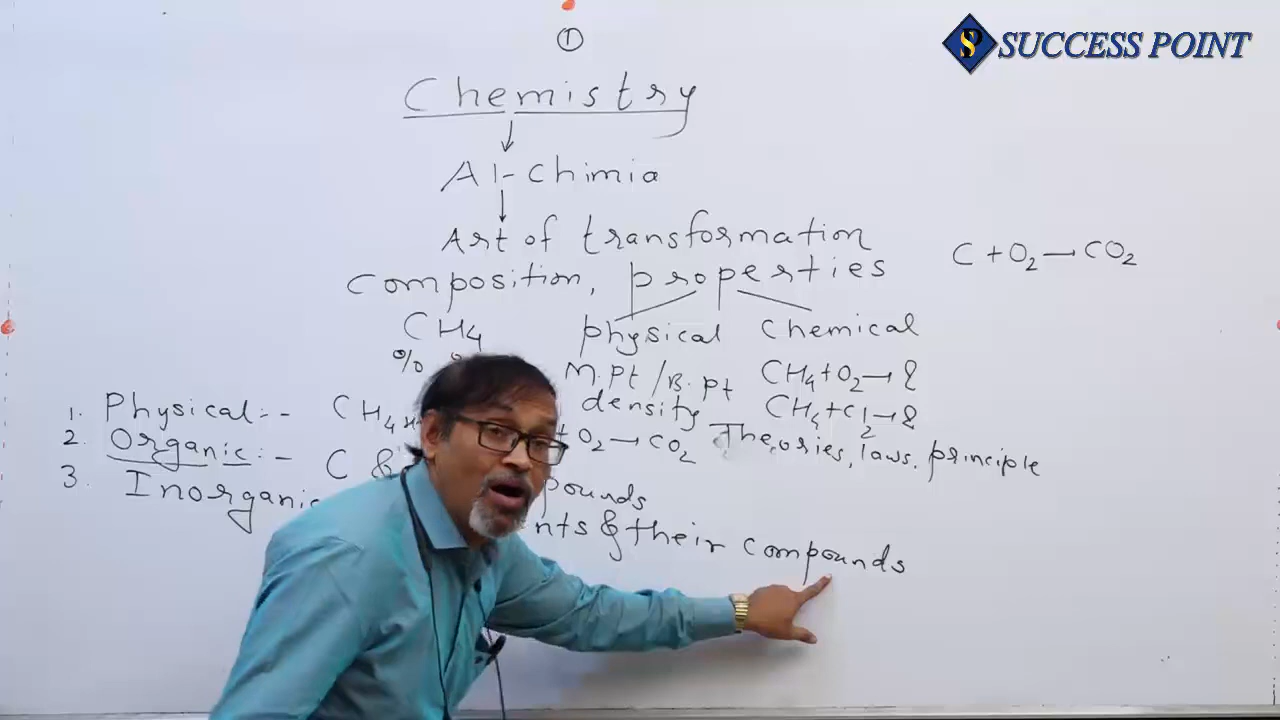 SUCCESS POINT
①
Chemistry
Al-chimia
Art of transformation
C + O₂ → CO₂
composition, properties
CH₄ physical chemical
% M.pt / B.pt CH₄ + O₂ →
density CH₄ + Cl₂ →
1. Physical:- CH₄ + O₂ → CO₂ Theories, laws, principle
2. Organic:- C & pounds
3. Inorganic nts & their compounds